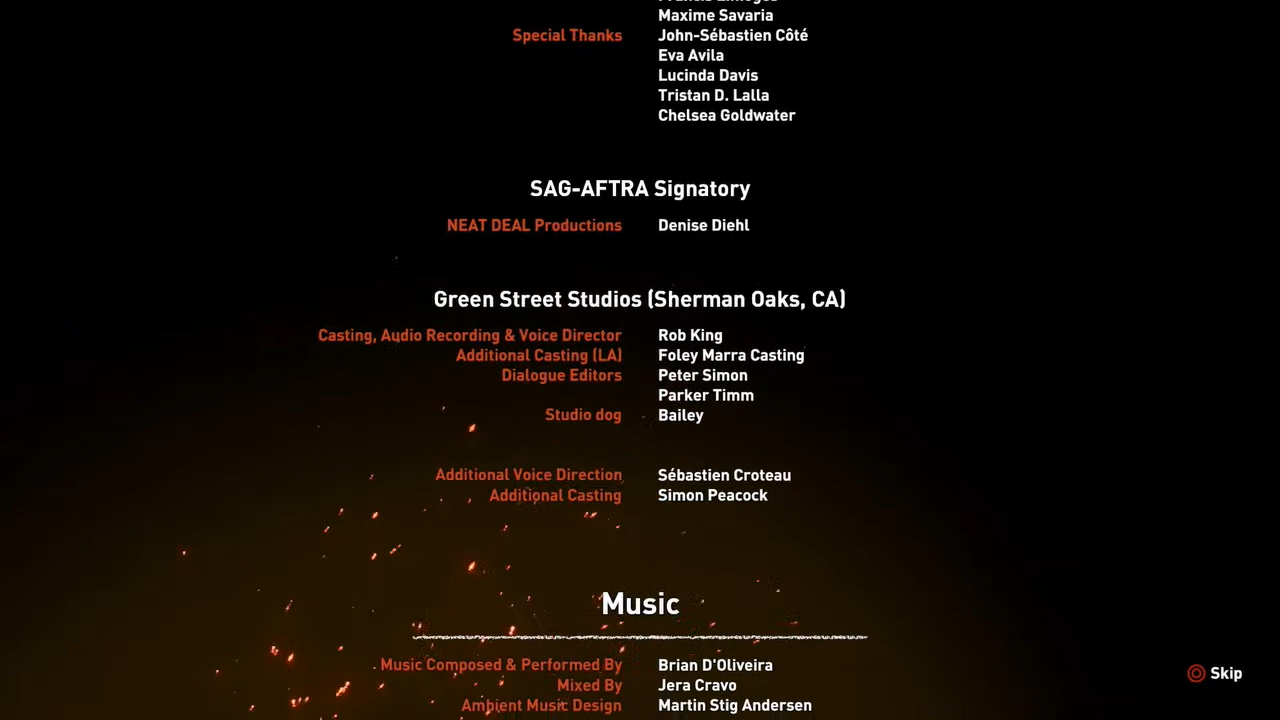 Maxime Savaria
Special Thanks John-Sébastien Côté
Eva Avila
Lucinda Davis
Tristan D. Lalla
Chelsea Goldwater
SAG-AFTRA Signatory
NEAT DEAL Productions Denise Diehl
Green Street Studios (Sherman Oaks, CA)
Casting, Audio Recording & Voice Director Rob King
Additional Casting (LA) Foley Marra Casting
Dialogue Editors Peter Simon
Parker Timm
Studio dog Bailey
Additional Voice Direction Sébastien Croteau
Additional Casting Simon Peacock
Music
Music Composed & Performed By Brian D'Oliveira
Mixed By Jera Cravo
Skip
Ambient Music Design Martin Stig Andersen